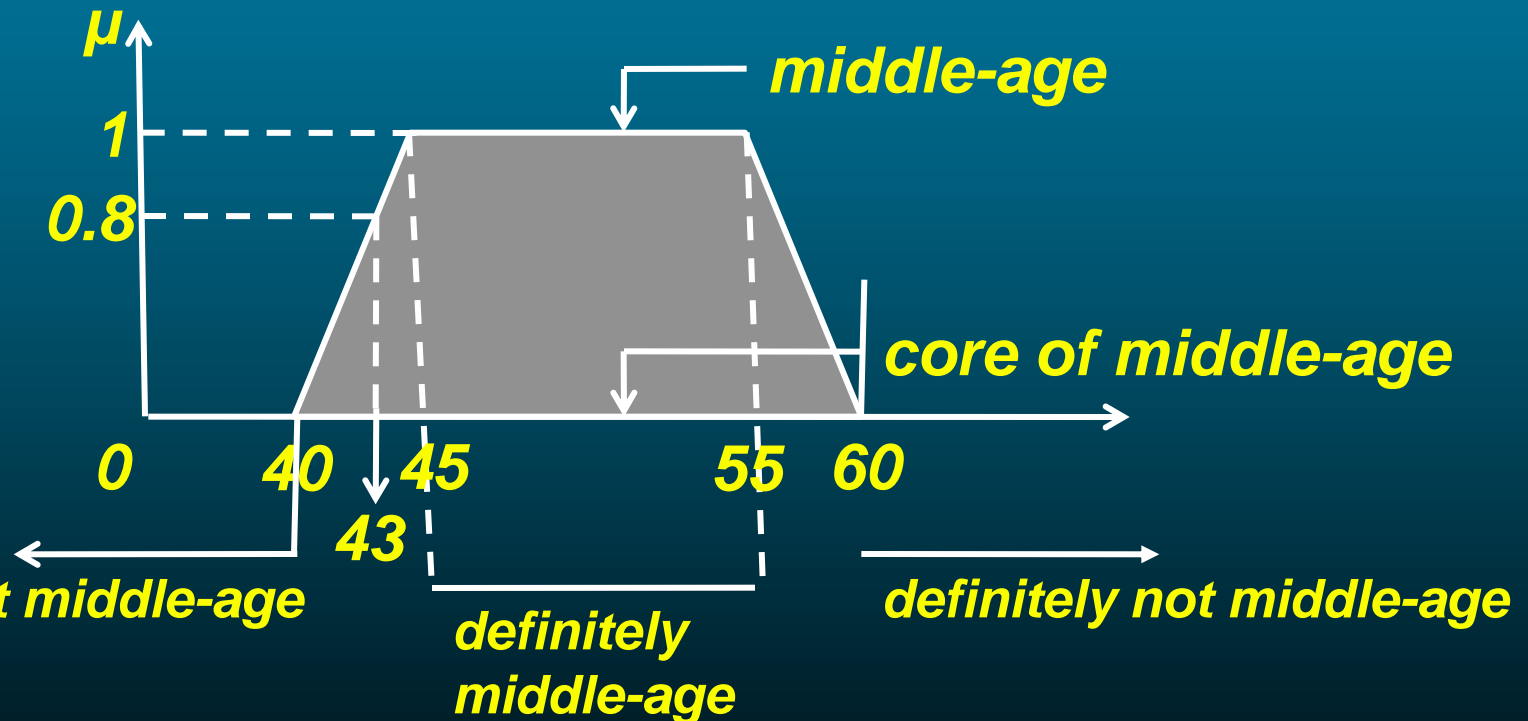 μ
middle-age
1
0.8
core of middle-age
0 40 45 55 60
43
middle-age
definitely not middle-age
definitely
middle-age